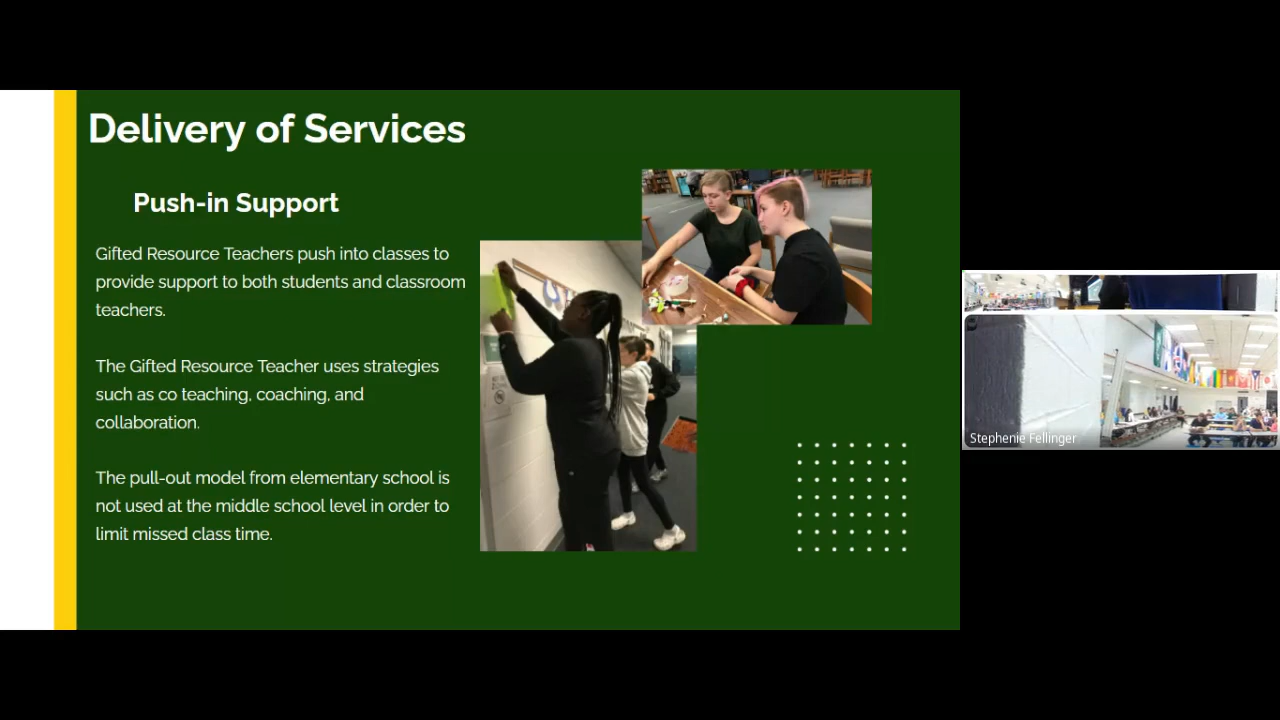 Delivery of Services
Push-in Support
Gifted Resource Teachers push into classes to
provide support to both students and classroom
teachers.
The Gifted Resource Teacher uses strategies
such as co teaching, coaching, and
collaboration.
The pull-out model from elementary school is
not used at the middle school level in order to
limit missed class time.
Stephenie Fellinger